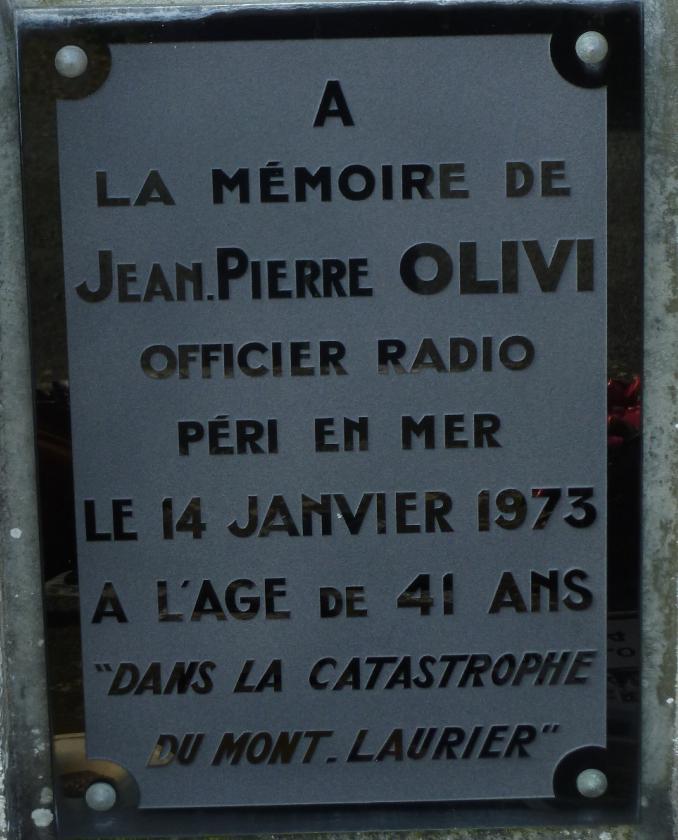 A
LA MÉMOIRE DE
JEAN.PIERRE OLIVI
OFFICIER RADIO
PÉRI EN MER
LE 14 JANVIER 1973
A L'AGE DE 41 ANS
"DANS LA CATASTROPHE
DU MONT-LAURIER"